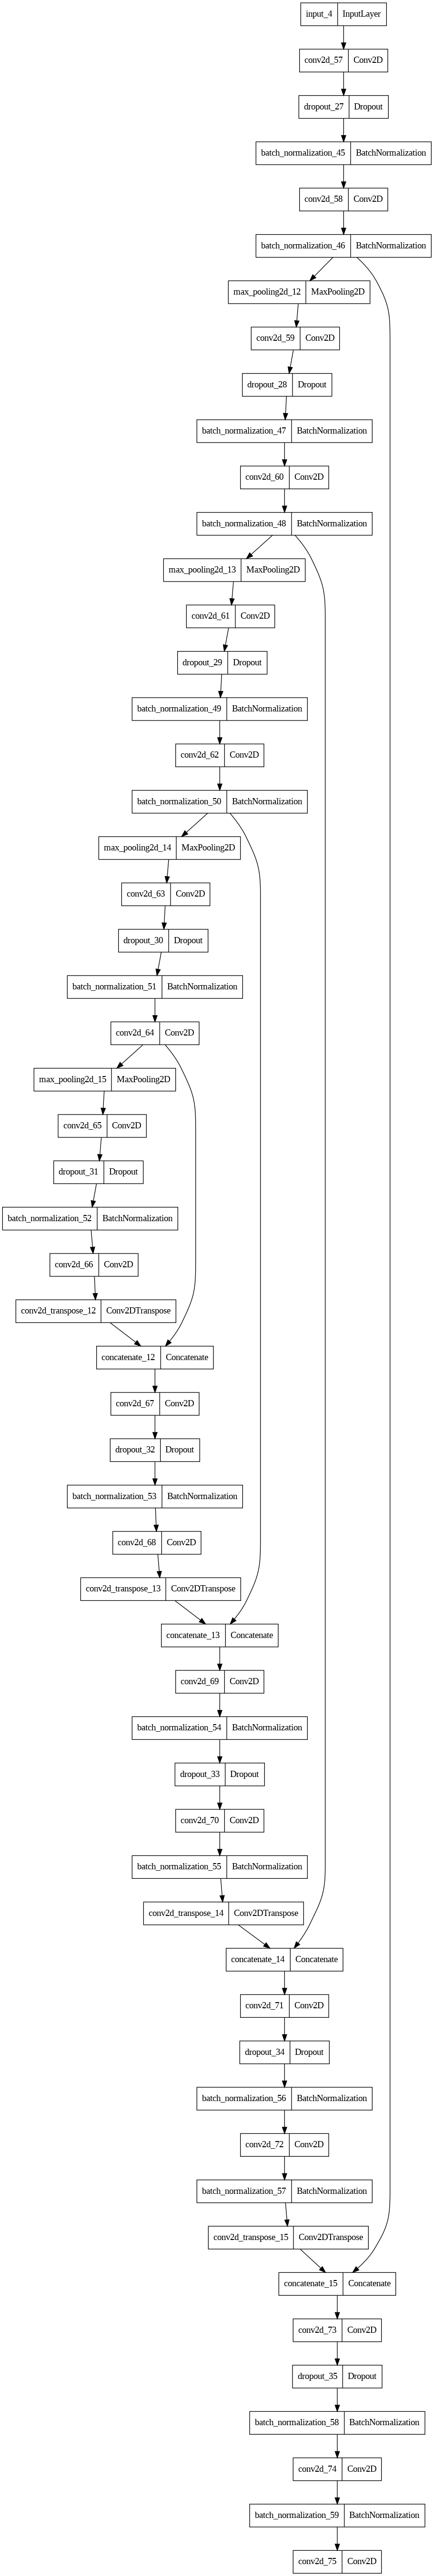 input_4 InputLayer
conv2d_57 Conv2D
dropout_27 Dropout
batch_normalization_45 BatchNormalization
conv2d_58 Conv2D
batch_normalization_46 BatchNormalization
max_pooling2d_12 MaxPooling2D
conv2d_59 Conv2D
dropout_28 Dropout
batch_normalization_47 BatchNormalization
conv2d_60 Conv2D
batch_normalization_48 BatchNormalization
max_pooling2d_13 MaxPooling2D
conv2d_61 Conv2D
dropout_29 Dropout
batch_normalization_49 BatchNormalization
conv2d_62 Conv2D
batch_normalization_50 BatchNormalization
max_pooling2d_14 MaxPooling2D
conv2d_63 Conv2D
dropout_30 Dropout
batch_normalization_51 BatchNormalization
conv2d_64 Conv2D
max_pooling2d_15 MaxPooling2D
conv2d_65 Conv2D
dropout_31 Dropout
batch_normalization_52 BatchNormalization
conv2d_66 Conv2D
conv2d_transpose_12 Conv2DTranspose
concatenate_12 Concatenate
conv2d_67 Conv2D
dropout_32 Dropout
batch_normalization_53 BatchNormalization
conv2d_68 Conv2D
conv2d_transpose_13 Conv2DTranspose
concatenate_13 Concatenate
conv2d_69 Conv2D
batch_normalization_54 BatchNormalization
dropout_33 Dropout
conv2d_70 Conv2D
batch_normalization_55 BatchNormalization
conv2d_transpose_14 Conv2DTranspose
concatenate_14 Concatenate
conv2d_71 Conv2D
dropout_34 Dropout
batch_normalization_56 BatchNormalization
conv2d_72 Conv2D
batch_normalization_57 BatchNormalization
conv2d_transpose_15 Conv2DTranspose
concatenate_15 Concatenate
conv2d_73 Conv2D
dropout_35 Dropout
batch_normalization_58 BatchNormalization
conv2d_74 Conv2D
batch_normalization_59 BatchNormalization
conv2d_75 Conv2D